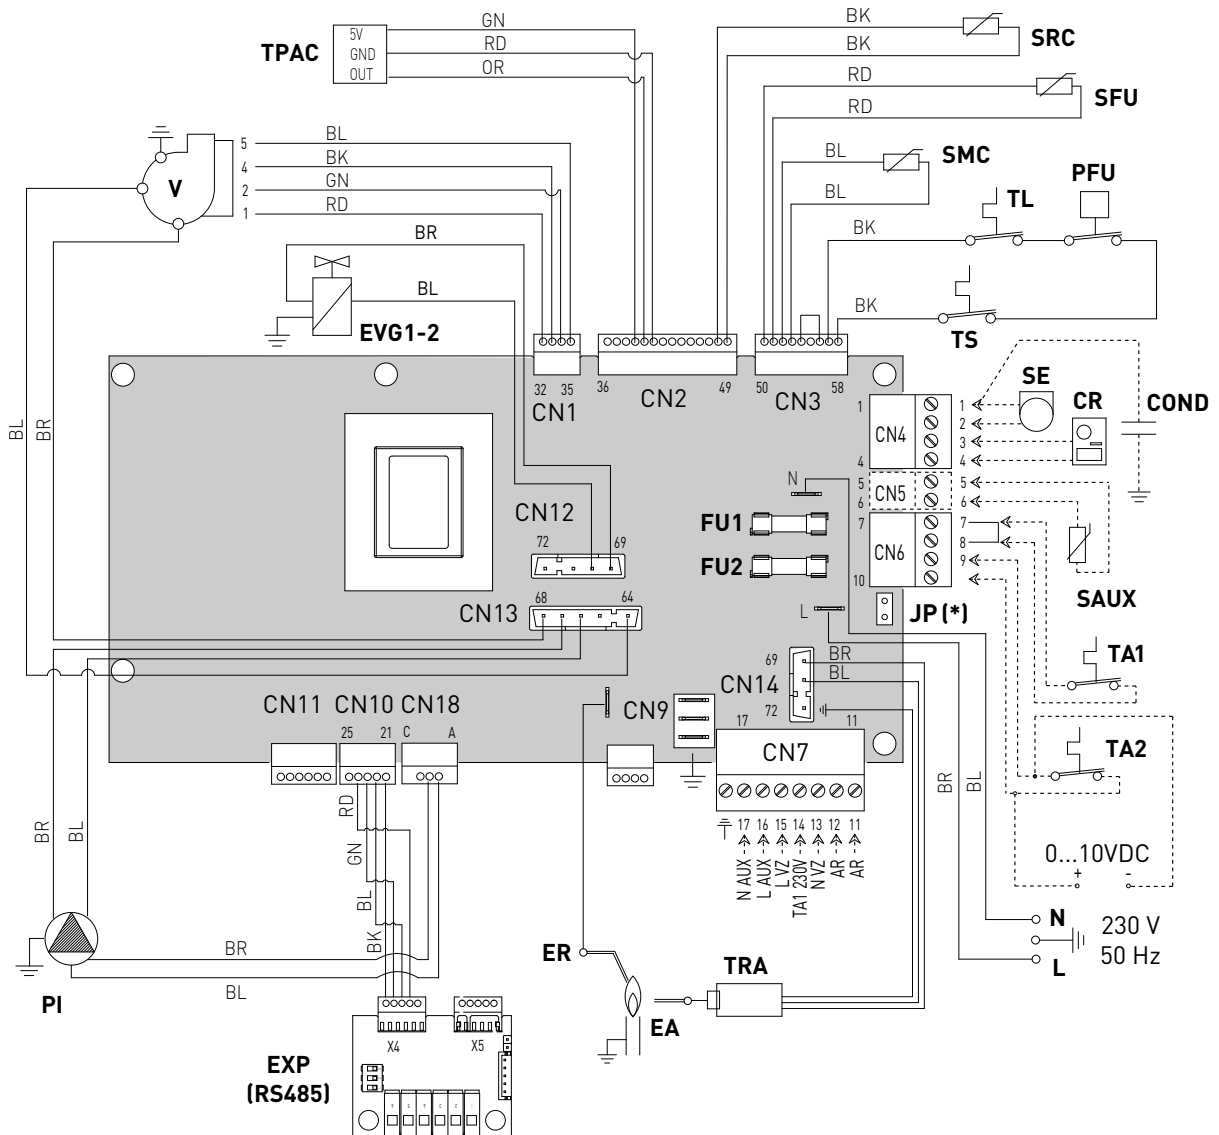 BK
SRC
BK
GN
5V
RD
TPAC
GND
OUT
OR
RD
SFU
RD
BL
SMC
BL
PFU
TL
BK
5
BL
4
BK
V
2
GN
1
RD
BR
BL
EVG1-2
BK
TS
BL
BR
32
35
CN1
36
49
CN2
50
58
CN3
SE
CR
COND
1
CN4
4
1
2
3
4
5
CN5
6
5
6
7
CN6
10
7
8
9
SAUX
N
FU1
FU2
CN12
72
69
CN13
68
64
L
JP (*)
TA1
69
BR
BL
CN14
72
TA2
CN11
CN10
CN18
25
21
C
A
CN9
17
11
CN7
BR
BL
17
16
15
14
13
12
11
N AUX
L AUX
L VZ
TA1 230V
N VZ
AR
AR
0...10VDC
+
-
N
230 V
50 Hz
L
BR
BL
RD
GN
BL
BK
BR
BL
PI
ER
TRA
EA
X4
X5
EXP
(RS485)